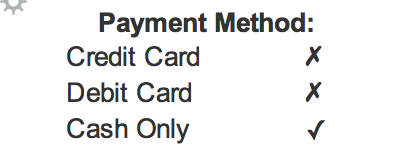 Payment Method:
Credit Card ✗
Debit Card ✗
Cash Only ✓